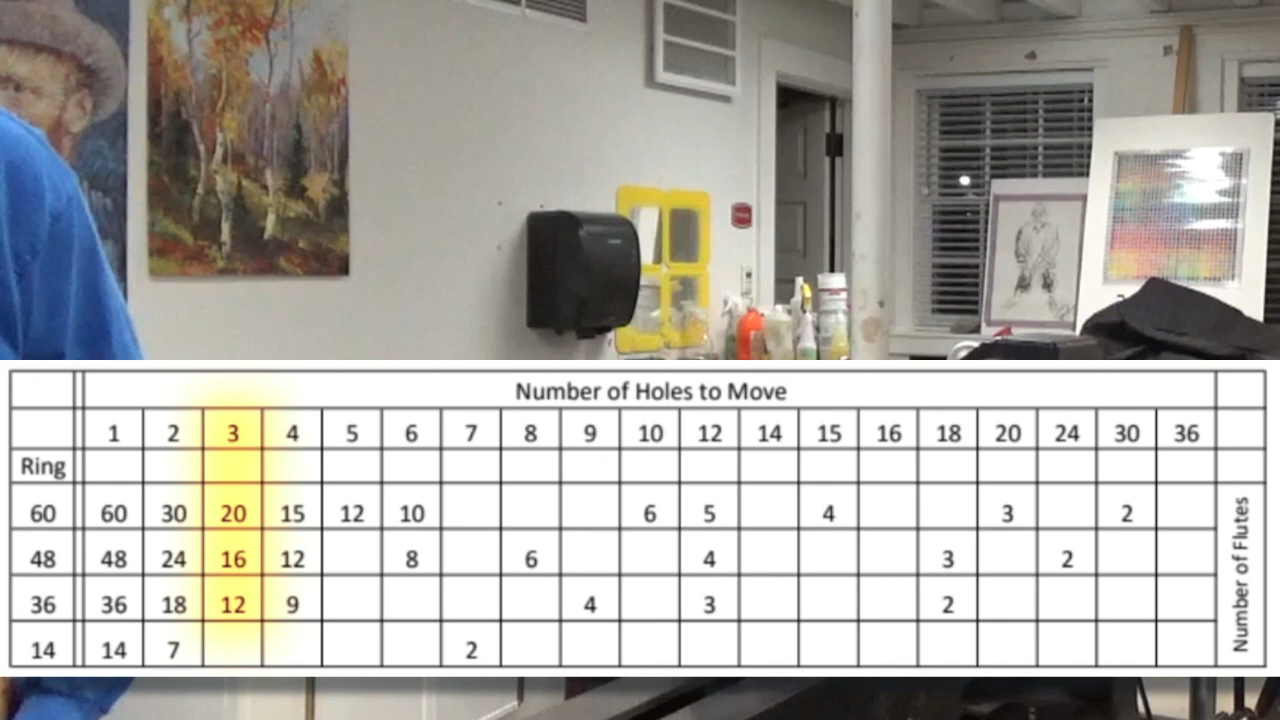 Number of Holes to Move
1 2 3 4 5 6 7 8 9 10 12 14 15 16 18 20 24 30 36
Ring
60 60 30 20 15 12 10 6 5 4 3 2
48 48 24 16 12 8 6 4 3 2
36 36 18 12 9 4 3 2
14 14 7 2
Number of Flutes